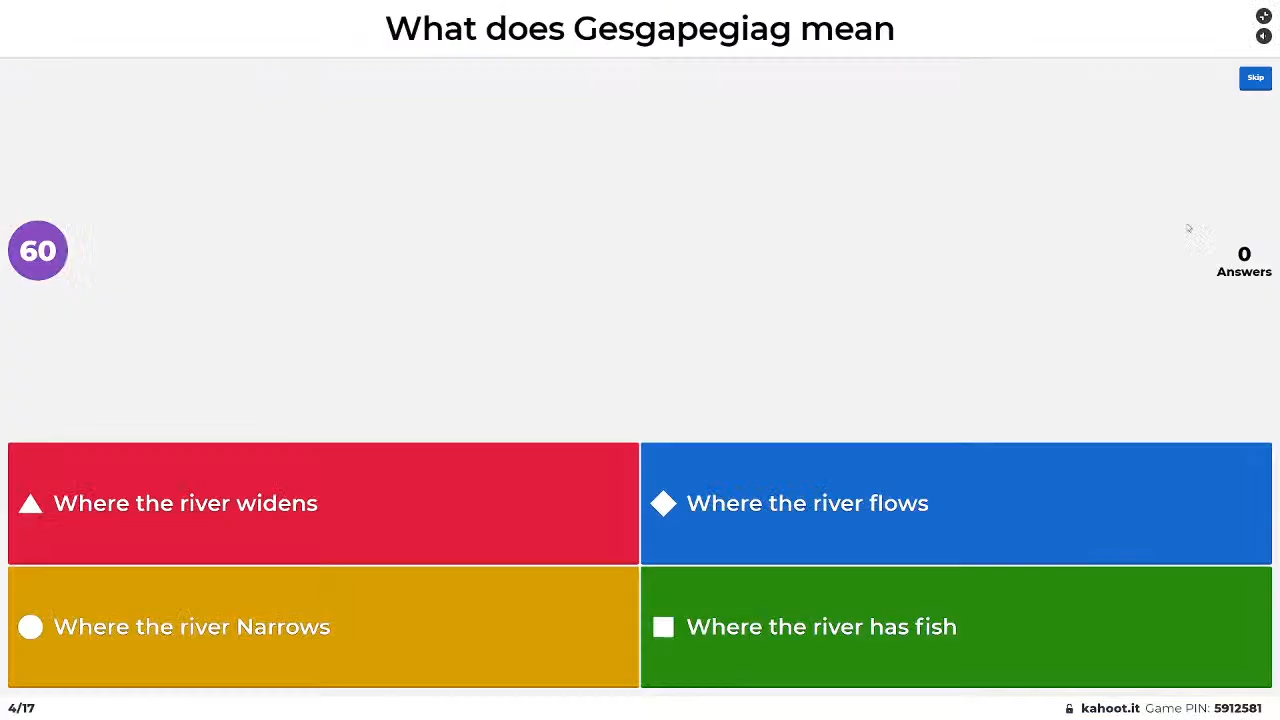 What does Gesgapegiag mean
Skip
60
0
Answers
Where the river widens
Where the river flows
Where the river Narrows
Where the river has fish
4/17
kahoot.it Game PIN: 5912581